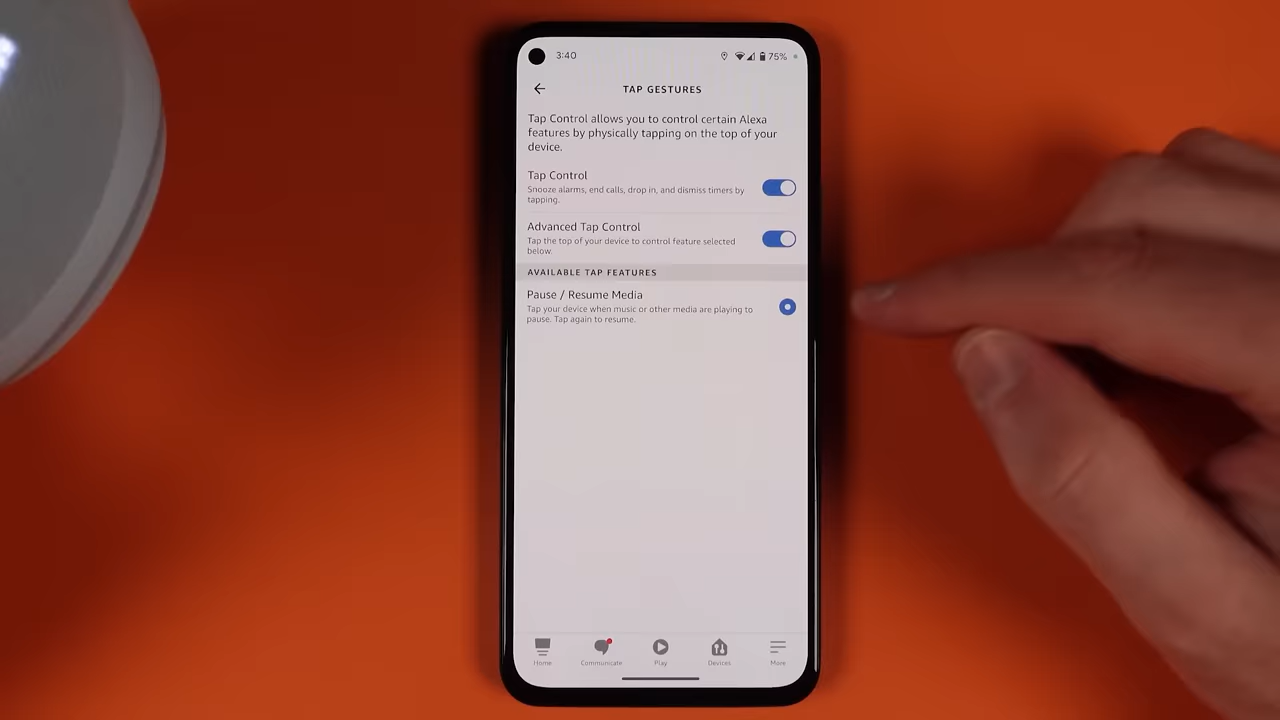 3:40
75%
TAP GESTURES
Tap Control allows you to control certain Alexa
features by physically tapping on the top of your
device.
Tap Control
Snooze alarms, end calls, drop in, and dismiss timers by
tapping.
Advanced Tap Control
Tap the top of your device to control feature selected
below.
AVAILABLE TAP FEATURES
Pause / Resume Media
Tap your device when music or other media are playing to
pause. Tap again to resume.
Home
Communicate
Play
Devices
More